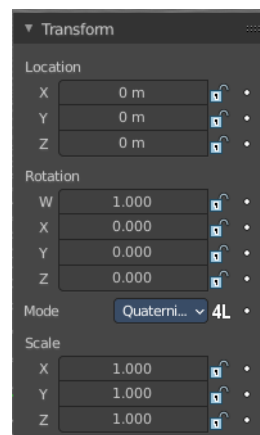 Transform
Location
X 0 m
Y 0 m
Z 0 m
Rotation
W 1.000
X 0.000
Y 0.000
Z 0.000
Mode Quaterni... 4L
Scale
X 1.000
Y 1.000
Z 1.000